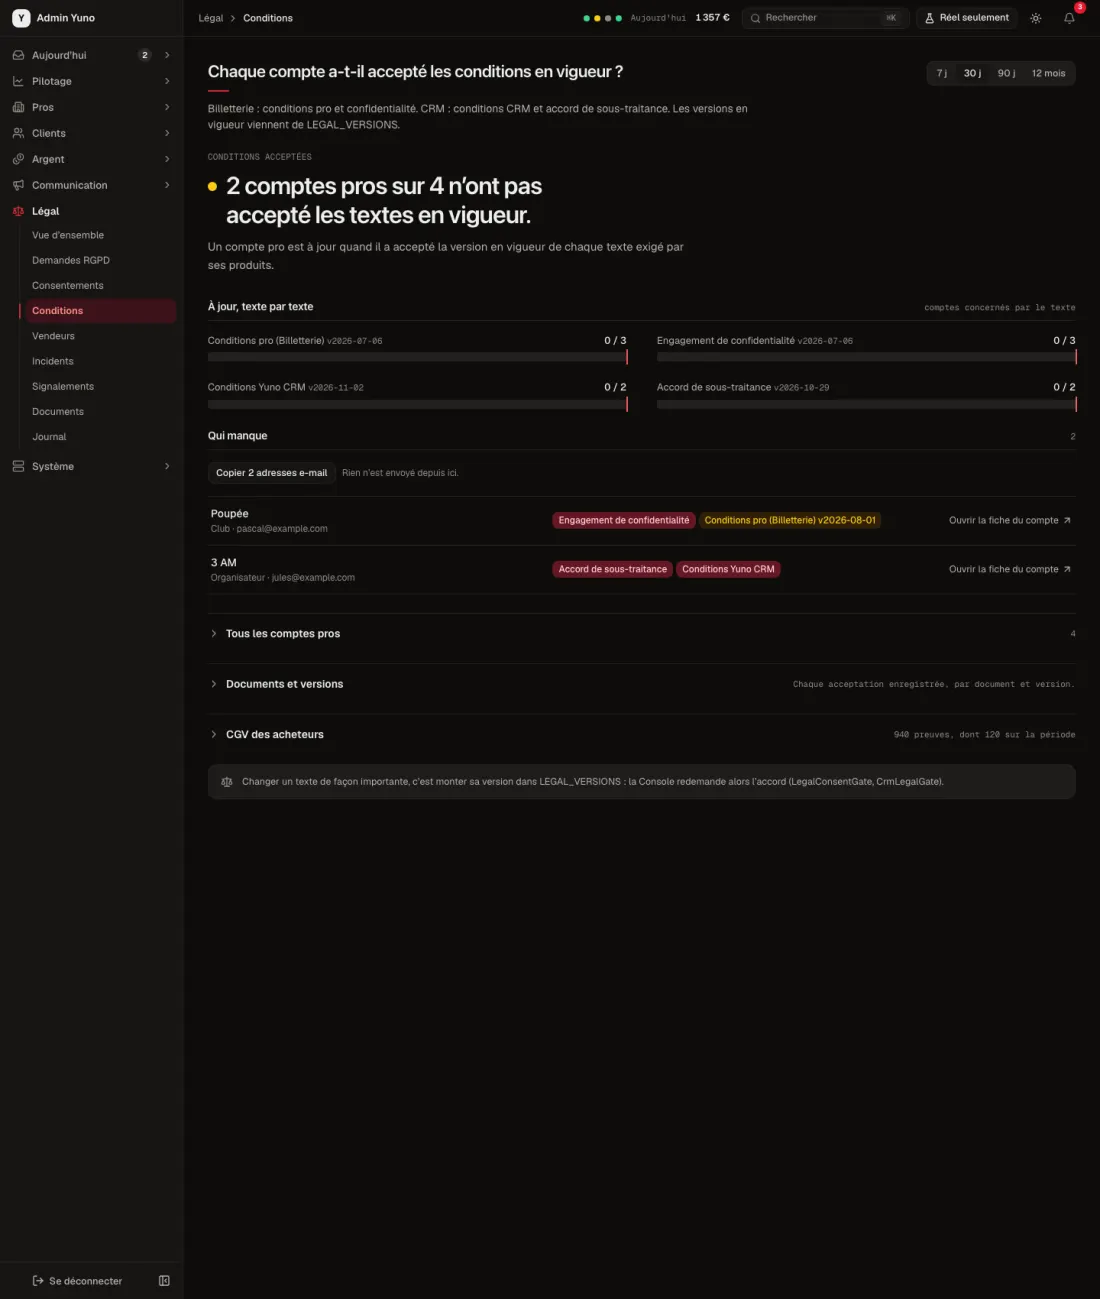 Y Admin Yuno
Légal > Conditions
Aujourd'hui 1 357 €
Rechercher ⌘K
Réel seulement
3
Aujourd'hui 2
Pilotage
Pros
Clients
Argent
Communication
Légal
Vue d'ensemble
Demandes RGPD
Consentements
Conditions
Vendeurs
Incidents
Signalements
Documents
Journal
Système
Se déconnecter
Chaque compte a-t-il accepté les conditions en vigueur ?
7 j 30 j 90 j 12 mois
Billetterie : conditions pro et confidentialité. CRM : conditions CRM et accord de sous-traitance. Les versions en
vigueur viennent de LEGAL_VERSIONS.
CONDITIONS ACCEPTÉES
2 comptes pros sur 4 n'ont pas
accepté les textes en vigueur.
Un compte pro est à jour quand il a accepté la version en vigueur de chaque texte exigé par
ses produits.
À jour, texte par texte
comptes concernés par le texte
Conditions pro (Billetterie) v2026-07-06 0 / 3
Engagement de confidentialité v2026-07-06 0 / 3
Conditions Yuno CRM v2026-11-02 0 / 2
Accord de sous-traitance v2026-10-29 0 / 2
Qui manque 2
Copier 2 adresses e-mail Rien n'est envoyé depuis ici.
Poupée
Club · pascal@example.com
Engagement de confidentialité Conditions pro (Billetterie) v2026-08-01
Ouvrir la fiche du compte
3 AM
Organisateur · jules@example.com
Accord de sous-traitance Conditions Yuno CRM
Ouvrir la fiche du compte
Tous les comptes pros 4
Documents et versions Chaque acceptation enregistrée, par document et version.
CGV des acheteurs 940 preuves, dont 120 sur la période
Changer un texte de façon importante, c'est monter sa version dans LEGAL_VERSIONS : la Console redemande alors l'accord (LegalConsentGate, CrmLegalGate).